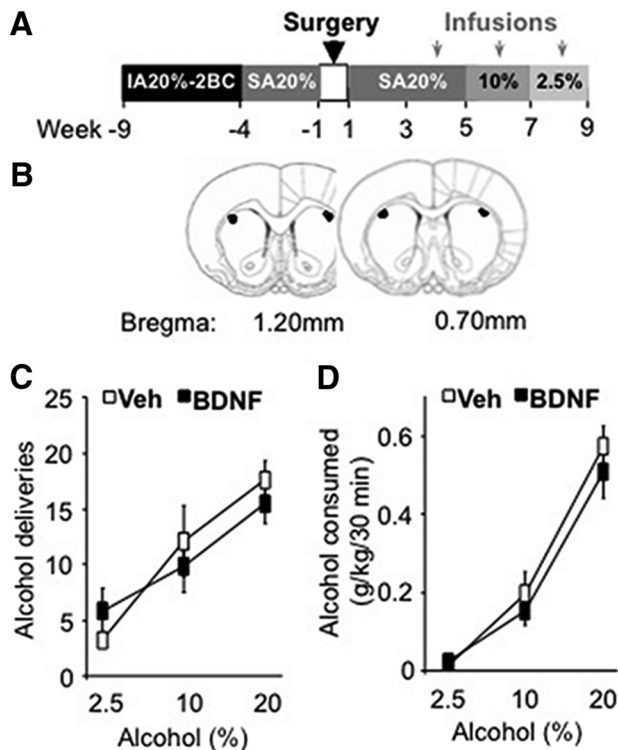 A
Surgery Infusions
IA20%-2BC SA20% SA20% 10% 2.5%
Week -9 -4 -1 1 3 5 7 9
B
Bregma: 1.20mm 0.70mm
C
Veh BDNF
25
20
15
10
5
0
Alcohol deliveries
2.5 10 20
Alcohol (%)
D
Veh BDNF
0.6
0.4
0.2
0
Alcohol consumed
(g/kg/30 min)
2.5 10 20
Alcohol (%)